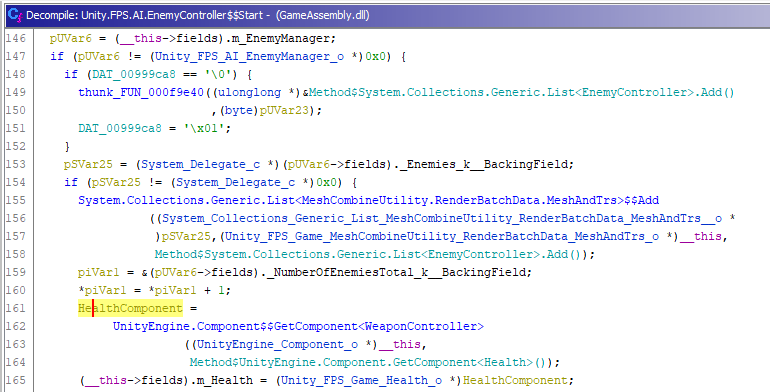 Decompile: Unity.FPS.AI.EnemyController$$Start - (GameAssembly.dll)
146 pUVar6 = (__this->fields).m_EnemyManager;
147 if (pUVar6 != (Unity_FPS_AI_EnemyManager_o *)0x0) {
148 if (DAT_00999ca8 == '\0') {
149 thunk_FUN_000f9e40((ulonglong *)&Method$System.Collections.Generic.List<EnemyController>.Add()
150 ,(byte)pUVar23);
151 DAT_00999ca8 = '\x01';
152 }
153 pSVar25 = (System_Delegate_c *)(pUVar6->fields)._Enemies_k__BackingField;
154 if (pSVar25 != (System_Delegate_c *)0x0) {
155 System.Collections.Generic.List<MeshCombineUtility.RenderBatchData.MeshAndTrs>$$Add
156 ((System_Collections_Generic_List_MeshCombineUtility_RenderBatchData_MeshAndTrs__o *
157 )pSVar25,(Unity_FPS_Game_MeshCombineUtility_RenderBatchData_MeshAndTrs_o *)__this,
158 Method$System.Collections.Generic.List<EnemyController>.Add());
159 piVar1 = &(pUVar6->fields)._NumberOfEnemiesTotal_k__BackingField;
160 *piVar1 = *piVar1 + 1;
161 HealthComponent =
162 UnityEngine.Component$$GetComponent<WeaponController>
163 ((UnityEngine_Component_o *)__this,
164 Method$UnityEngine.Component.GetComponent<Health>());
165 (__this->fields).m_Health = (Unity_FPS_Game_Health_o *)HealthComponent;